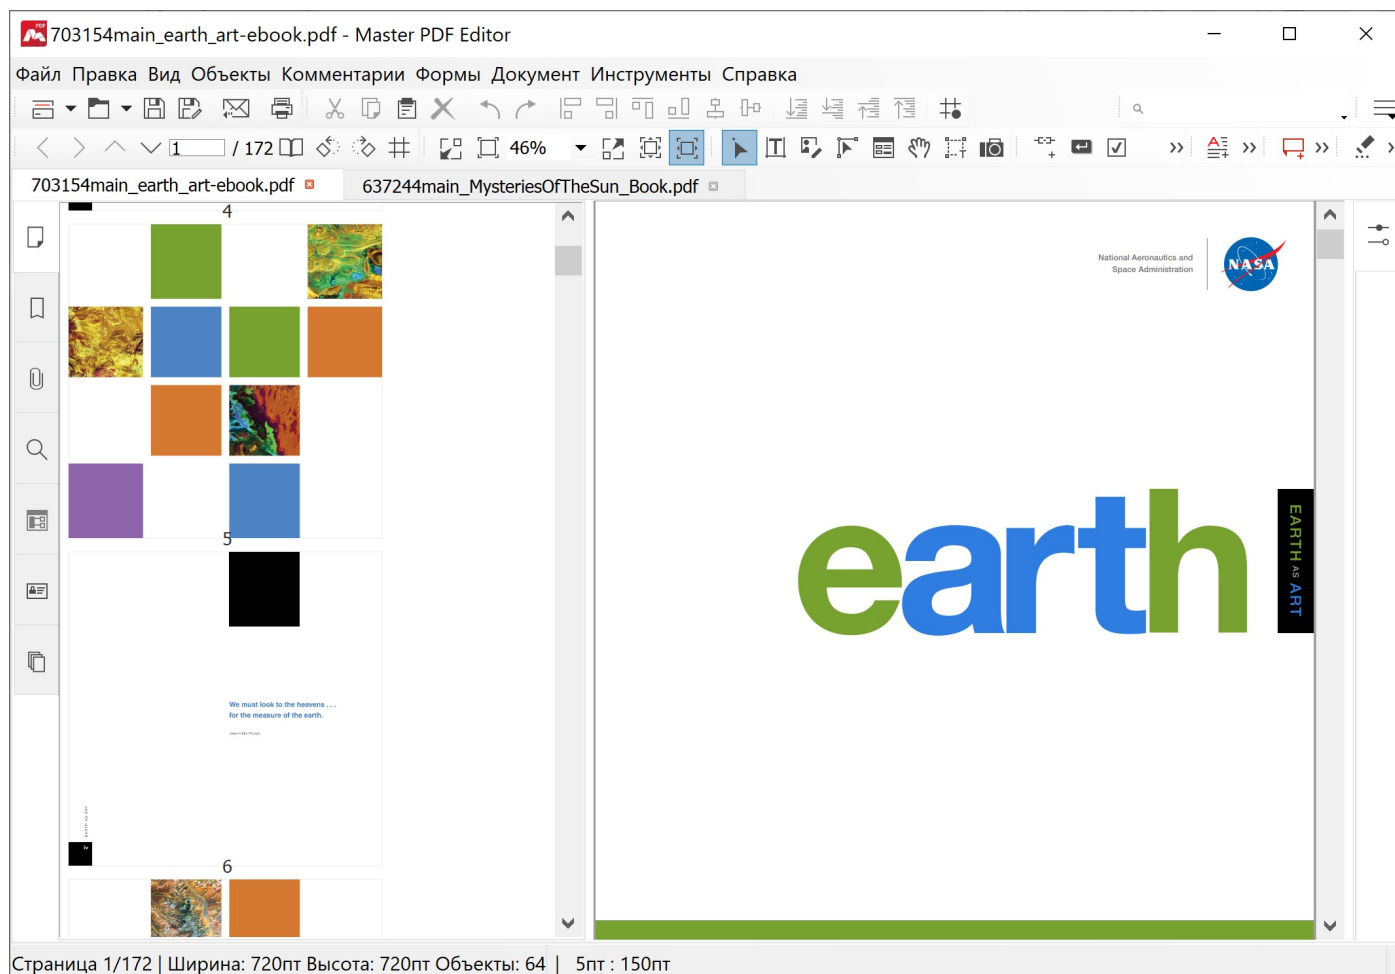 703154main_earth_art-ebook.pdf - Master PDF Editor
Файл Правка Вид Объекты Комментарии Формы Документ Инструменты Справка
1 / 172 46%
703154main_earth_art-ebook.pdf 637244main_MysteriesOfTheSun_Book.pdf
4
5
We must look to the heavens . . .
for the measure of the earth.
EARTH AS ART
6
National Aeronautics and
Space Administration
NASA
earth
EARTH AS ART
Страница 1/172 | Ширина: 720пт Высота: 720пт Объекты: 64 | 5пт : 150пт